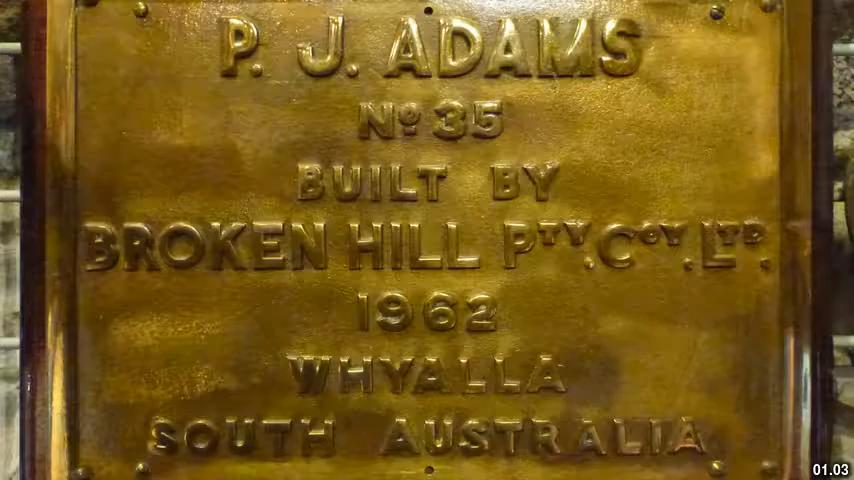 P. J. ADAMS
Nº 35
BUILT BY
BROKEN HILL PTY. COY. LTD.
1962
WHYALLA
SOUTH AUSTRALIA
01.03